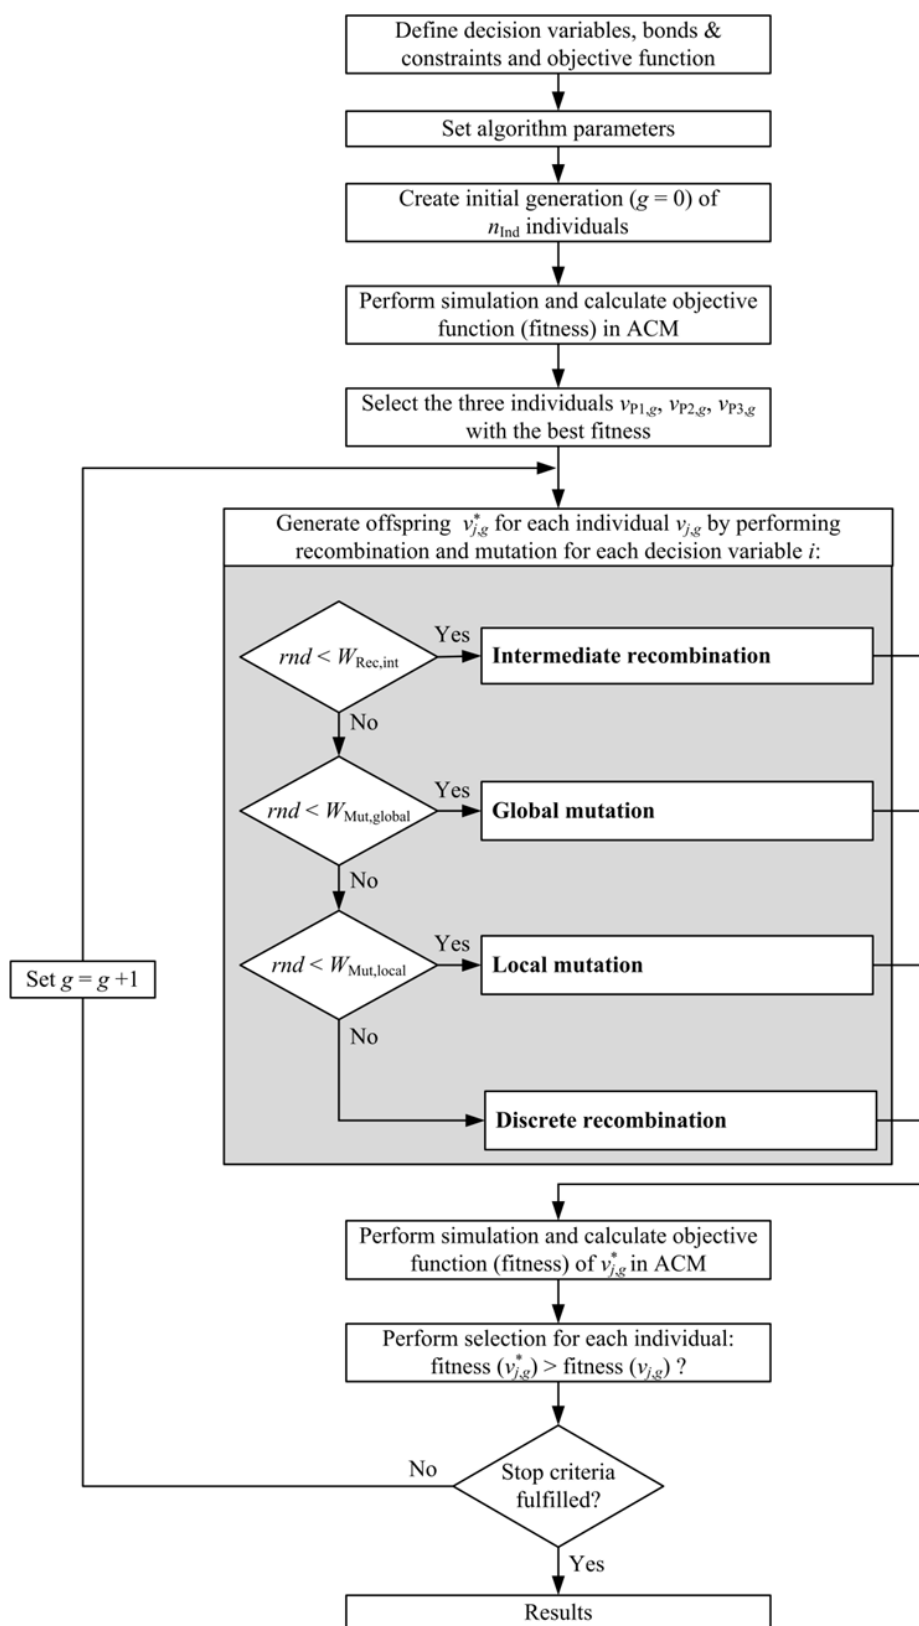 Define decision variables, bonds &
constraints and objective function
Set algorithm parameters
Create initial generation (g = 0) of
nInd individuals
Perform simulation and calculate objective
function (fitness) in ACM
Select the three individuals vP1,g, vP2,g, vP3,g
with the best fitness
Generate offspring v*j,g for each individual vj,g by performing
recombination and mutation for each decision variable i:
rnd < WRec,int
Yes
Intermediate recombination
No
rnd < WMut,global
Yes
Global mutation
No
rnd < WMut,local
Yes
Local mutation
Set g = g +1
No
Discrete recombination
Perform simulation and calculate objective
function (fitness) of v*j,g in ACM
Perform selection for each individual:
fitness (v*j,g) > fitness (vj,g) ?
No
Stop criteria
fulfilled?
Yes
Results